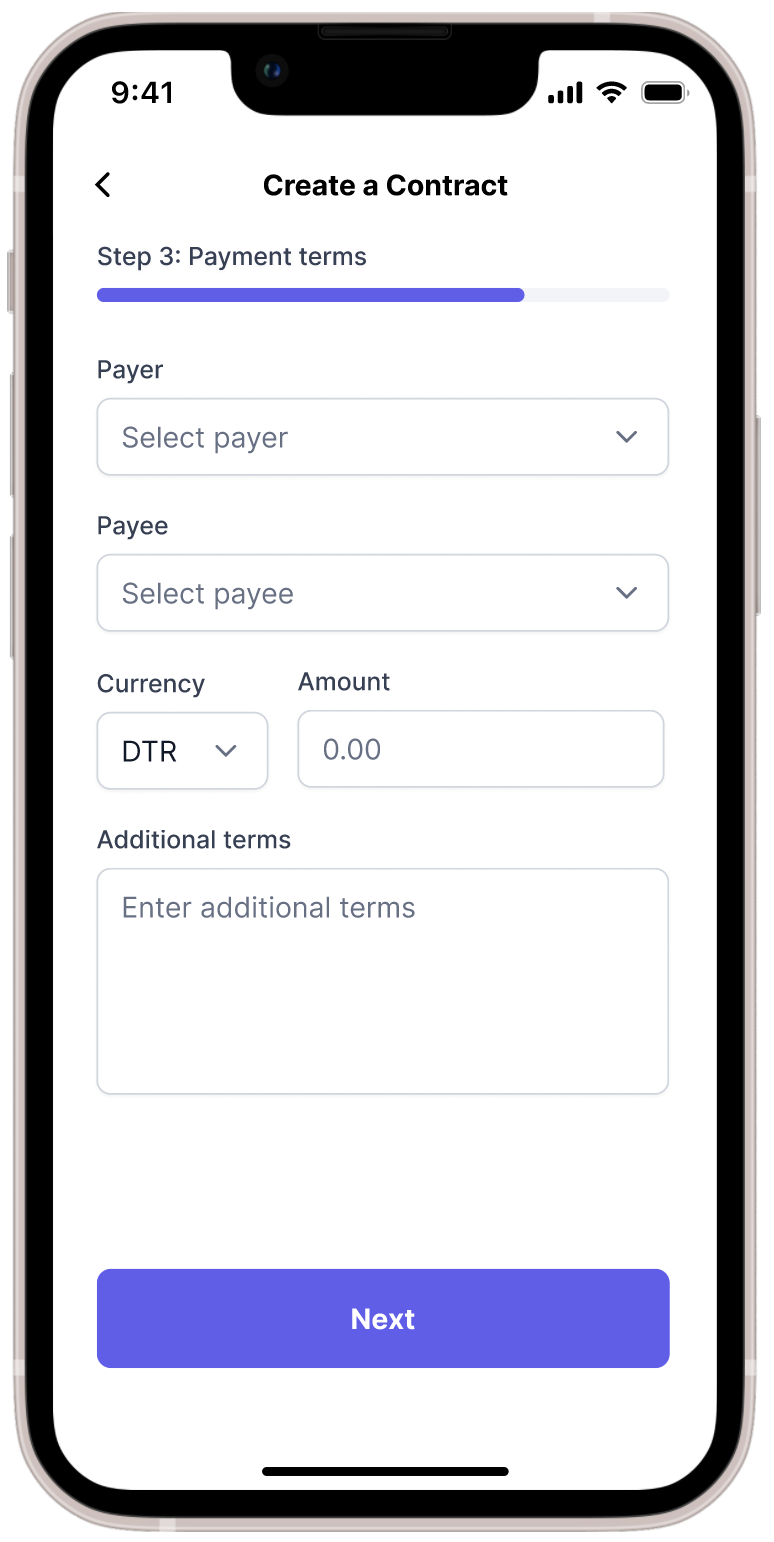 9:41
Create a Contract
Step 3: Payment terms
Payer
Select payer
Payee
Select payee
Currency Amount
DTR 0.00
Additional terms
Enter additional terms
Next